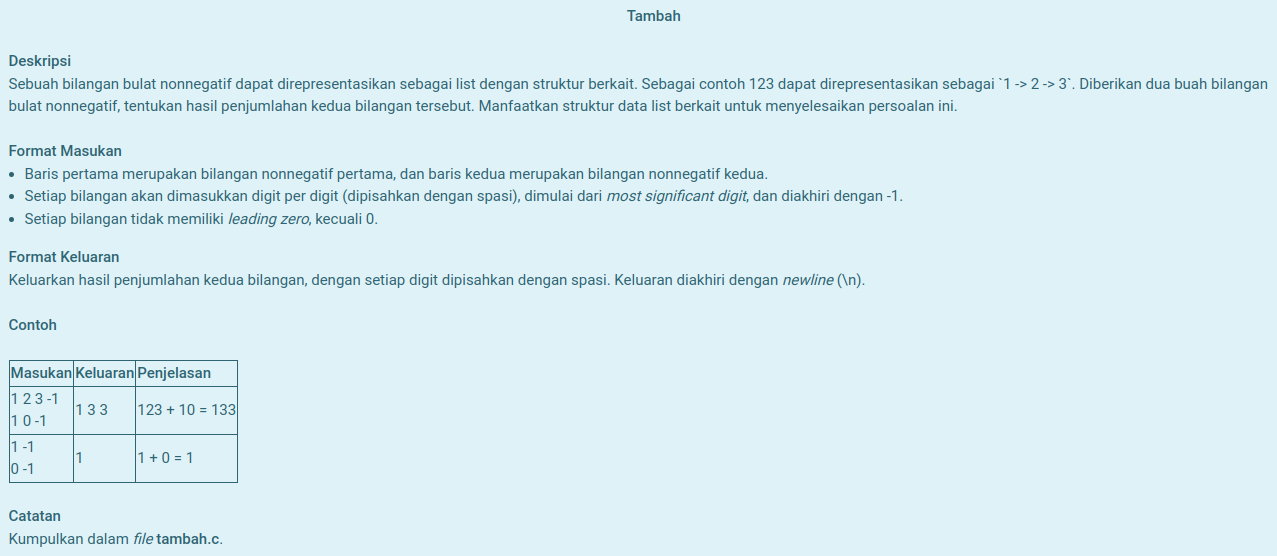 Tambah
Deskripsi
Sebuah bilangan bulat nonnegatif dapat direpresentasikan sebagai list dengan struktur berkait. Sebagai contoh 123 dapat direpresentasikan sebagai `1 -> 2 -> 3`. Diberikan dua buah bilangan
bulat nonnegatif, tentukan hasil penjumlahan kedua bilangan tersebut. Manfaatkan struktur data list berkait untuk menyelesaikan persoalan ini.
Format Masukan
• Baris pertama merupakan bilangan nonnegatif pertama, dan baris kedua merupakan bilangan nonnegatif kedua.
• Setiap bilangan akan dimasukkan digit per digit (dipisahkan dengan spasi), dimulai dari most significant digit, dan diakhiri dengan -1.
• Setiap bilangan tidak memiliki leading zero, kecuali 0.
Format Keluaran
Keluarkan hasil penjumlahan kedua bilangan, dengan setiap digit dipisahkan dengan spasi. Keluaran diakhiri dengan newline (\n).
Contoh
Masukan Keluaran Penjelasan
1 2 3 -1
1 0 -1
1 3 3
123 + 10 = 133
1 -1
0 -1
1
1 + 0 = 1
Catatan
Kumpulkan dalam file tambah.c.